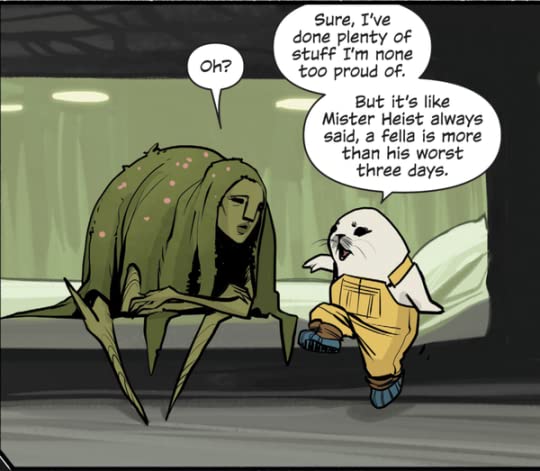 Oh?
Sure, I've
done plenty of
stuff I'm none
too proud of.
But it's like
Mister Heist always
said, a fella is more
than his worst
three days.